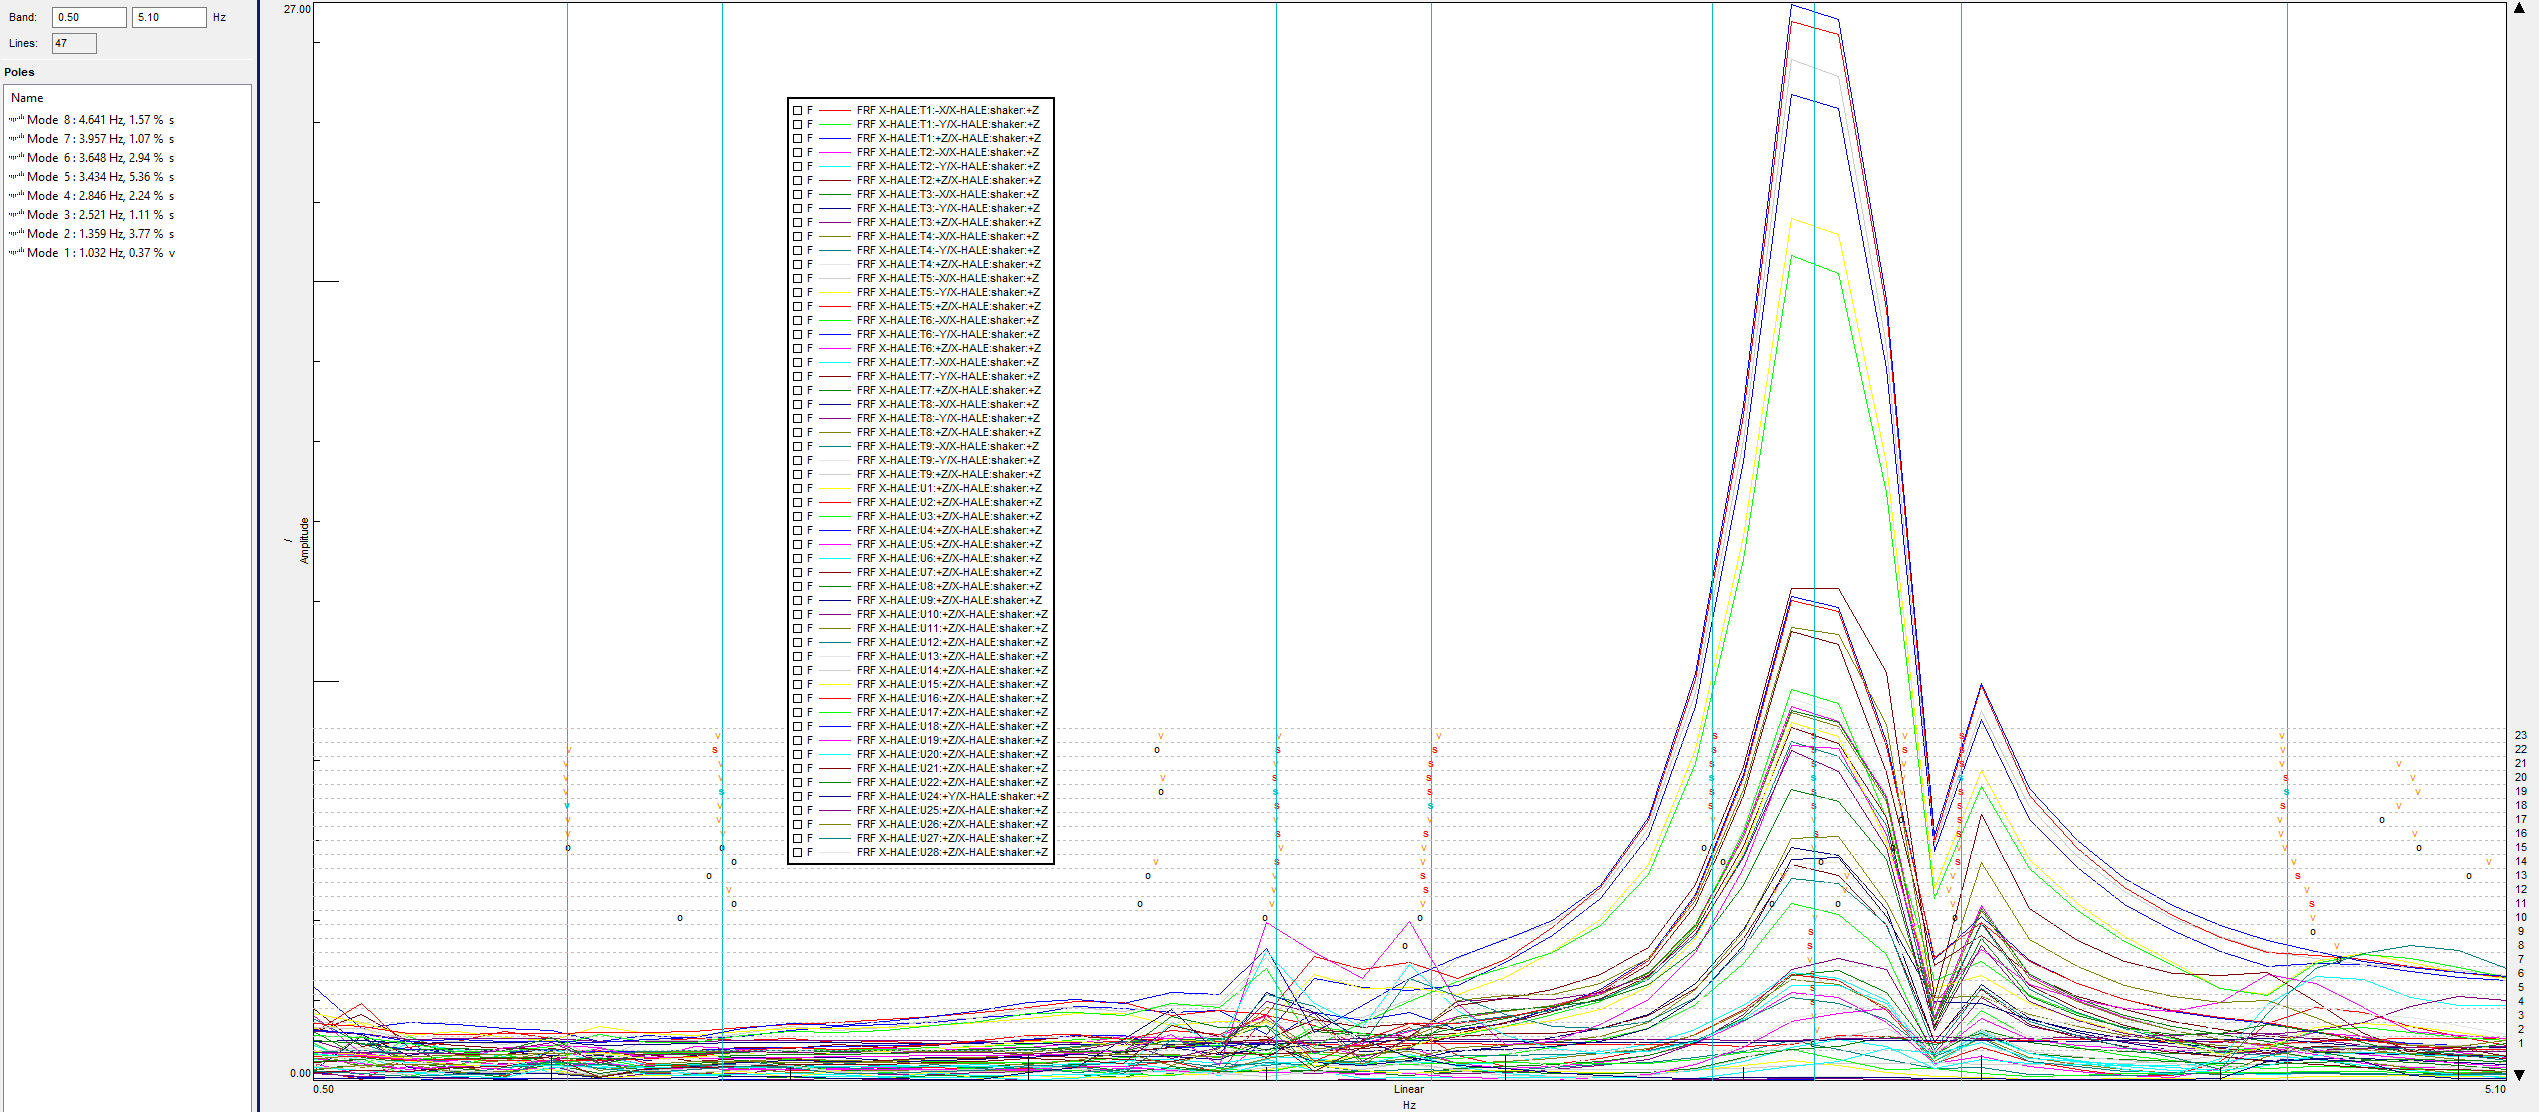 Band: 0.50 5.10 Hz
Lines: 47
Poles
Name
Mode 8 : 4.641 Hz, 1.57 % s
Mode 7 : 3.957 Hz, 1.07 % s
Mode 6 : 3.648 Hz, 2.94 % s
Mode 5 : 3.434 Hz, 5.36 % s
Mode 4 : 2.846 Hz, 2.24 % s
Mode 3 : 2.521 Hz, 1.11 % s
Mode 2 : 1.359 Hz, 3.77 % s
Mode 1 : 1.032 Hz, 0.37 % v
27.00
/
Amplitude
0.00
F FRF X-HALE:T1:-X/X-HALE:shaker:+Z
F FRF X-HALE:T1:-Y/X-HALE:shaker:+Z
F FRF X-HALE:T1:+Z/X-HALE:shaker:+Z
F FRF X-HALE:T2:-X/X-HALE:shaker:+Z
F FRF X-HALE:T2:-Y/X-HALE:shaker:+Z
F FRF X-HALE:T2:+Z/X-HALE:shaker:+Z
F FRF X-HALE:T3:-X/X-HALE:shaker:+Z
F FRF X-HALE:T3:-Y/X-HALE:shaker:+Z
F FRF X-HALE:T3:+Z/X-HALE:shaker:+Z
F FRF X-HALE:T4:-X/X-HALE:shaker:+Z
F FRF X-HALE:T4:-Y/X-HALE:shaker:+Z
F FRF X-HALE:T4:+Z/X-HALE:shaker:+Z
F FRF X-HALE:T5:-X/X-HALE:shaker:+Z
F FRF X-HALE:T5:-Y/X-HALE:shaker:+Z
F FRF X-HALE:T5:+Z/X-HALE:shaker:+Z
F FRF X-HALE:T6:-X/X-HALE:shaker:+Z
F FRF X-HALE:T6:-Y/X-HALE:shaker:+Z
F FRF X-HALE:T6:+Z/X-HALE:shaker:+Z
F FRF X-HALE:T7:-X/X-HALE:shaker:+Z
F FRF X-HALE:T7:-Y/X-HALE:shaker:+Z
F FRF X-HALE:T7:+Z/X-HALE:shaker:+Z
F FRF X-HALE:T8:-X/X-HALE:shaker:+Z
F FRF X-HALE:T8:-Y/X-HALE:shaker:+Z
F FRF X-HALE:T8:+Z/X-HALE:shaker:+Z
F FRF X-HALE:T9:-X/X-HALE:shaker:+Z
F FRF X-HALE:T9:-Y/X-HALE:shaker:+Z
F FRF X-HALE:T9:+Z/X-HALE:shaker:+Z
F FRF X-HALE:U1:+Z/X-HALE:shaker:+Z
F FRF X-HALE:U2:+Z/X-HALE:shaker:+Z
F FRF X-HALE:U3:+Z/X-HALE:shaker:+Z
F FRF X-HALE:U4:+Z/X-HALE:shaker:+Z
F FRF X-HALE:U5:+Z/X-HALE:shaker:+Z
F FRF X-HALE:U6:+Z/X-HALE:shaker:+Z
F FRF X-HALE:U7:+Z/X-HALE:shaker:+Z
F FRF X-HALE:U8:+Z/X-HALE:shaker:+Z
F FRF X-HALE:U9:+Z/X-HALE:shaker:+Z
F FRF X-HALE:U10:+Z/X-HALE:shaker:+Z
F FRF X-HALE:U11:+Z/X-HALE:shaker:+Z
F FRF X-HALE:U12:+Z/X-HALE:shaker:+Z
F FRF X-HALE:U13:+Z/X-HALE:shaker:+Z
F FRF X-HALE:U14:+Z/X-HALE:shaker:+Z
F FRF X-HALE:U15:+Z/X-HALE:shaker:+Z
F FRF X-HALE:U16:+Z/X-HALE:shaker:+Z
F FRF X-HALE:U17:+Z/X-HALE:shaker:+Z
F FRF X-HALE:U18:+Z/X-HALE:shaker:+Z
F FRF X-HALE:U19:+Z/X-HALE:shaker:+Z
F FRF X-HALE:U20:+Z/X-HALE:shaker:+Z
F FRF X-HALE:U21:+Z/X-HALE:shaker:+Z
F FRF X-HALE:U22:+Z/X-HALE:shaker:+Z
F FRF X-HALE:U24:+Y/X-HALE:shaker:+Z
F FRF X-HALE:U25:+Z/X-HALE:shaker:+Z
F FRF X-HALE:U26:+Z/X-HALE:shaker:+Z
F FRF X-HALE:U27:+Z/X-HALE:shaker:+Z
F FRF X-HALE:U28:+Z/X-HALE:shaker:+Z
23
22
21
20
19
18
17
16
15
14
13
12
11
10
9
8
7
6
5
4
3
2
1
0.50
Linear
Hz
5.10